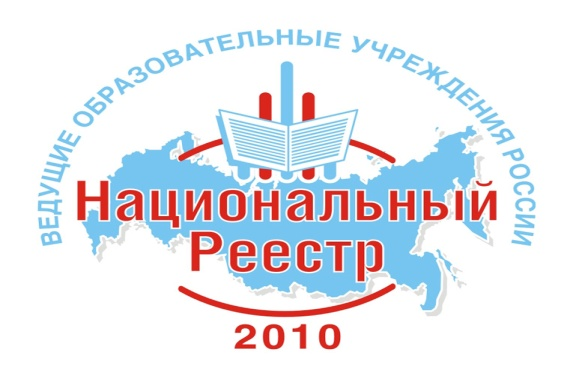 ВЕДУЩИЕ ОБРАЗОВАТЕЛЬНЫЕ УЧРЕЖДЕНИЯ РОССИИ
Национальный
Реестр
2010